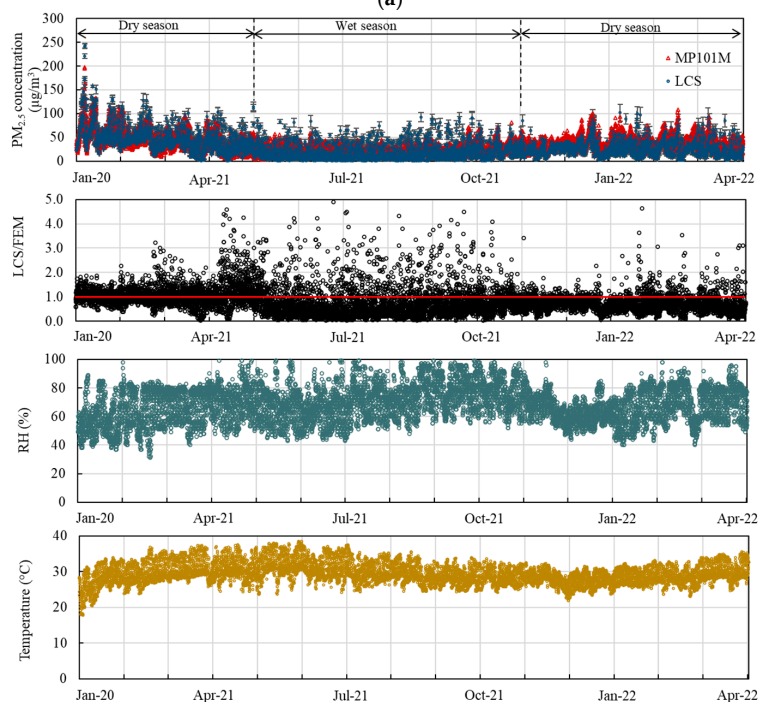 (a)
Dry season Wet season Dry season
300
250
200
150
100
50
0
PM2.5 concentration
(µg/m³)
MP101M
LCS
Jan-20 Apr-21 Jul-21 Oct-21 Jan-22 Apr-22
5.0
4.0
3.0
2.0
1.0
0.0
LCS/FEM
Jan-20 Apr-21 Jul-21 Oct-21 Jan-22 Apr-22
100
80
60
40
20
0
RH (%)
Jan-20 Apr-21 Jul-21 Oct-21 Jan-22 Apr-22
40
30
20
10
0
Temperature (°C)
Jan-20 Apr-21 Jul-21 Oct-21 Jan-22 Apr-22